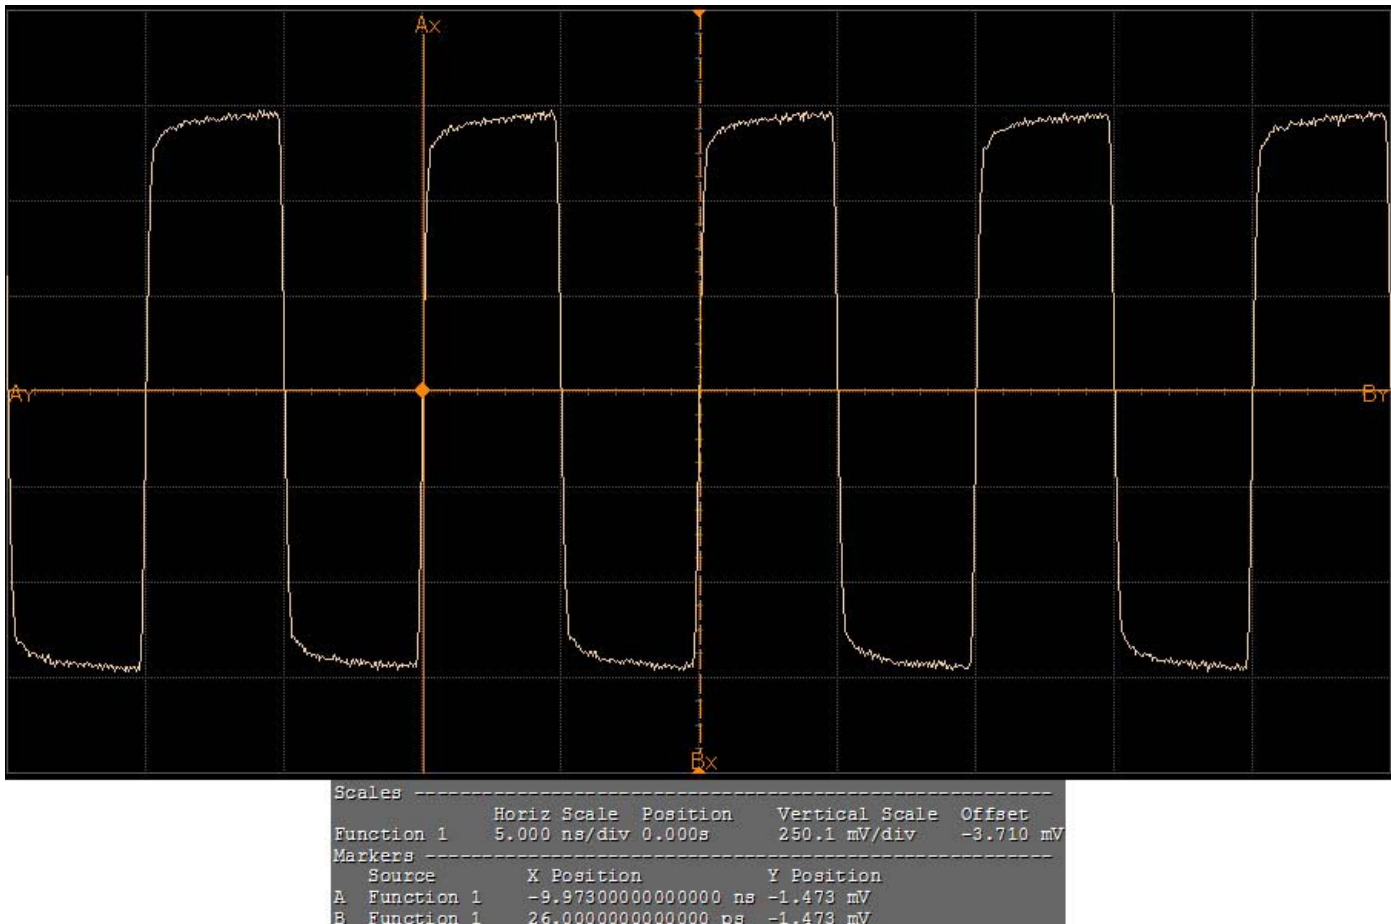 Ax
AY BY
Bx
Scales
Horiz Scale Position Vertical Scale Offset
Function 1 5.000 ns/div 0.000s 250.1 mV/div -3.710 mV
Markers
Source X Position Y Position
A Function 1 -9.97300000000000 ns -1.473 mV
B Function 1 26.0000000000000 ps -1.473 mV